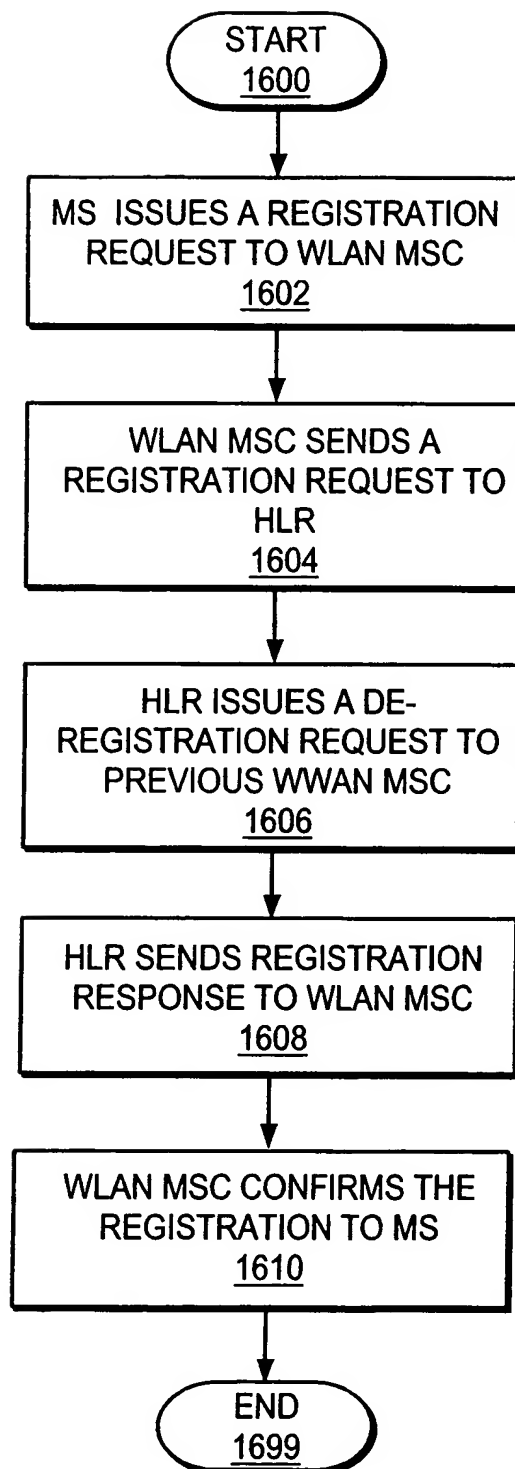 START
1600
MS ISSUES A REGISTRATION
REQUEST TO WLAN MSC
1602
WLAN MSC SENDS A
REGISTRATION REQUEST TO
HLR
1604
HLR ISSUES A DE-
REGISTRATION REQUEST TO
PREVIOUS WWAN MSC
1606
HLR SENDS REGISTRATION
RESPONSE TO WLAN MSC
1608
WLAN MSC CONFIRMS THE
REGISTRATION TO MS
1610
END
1699